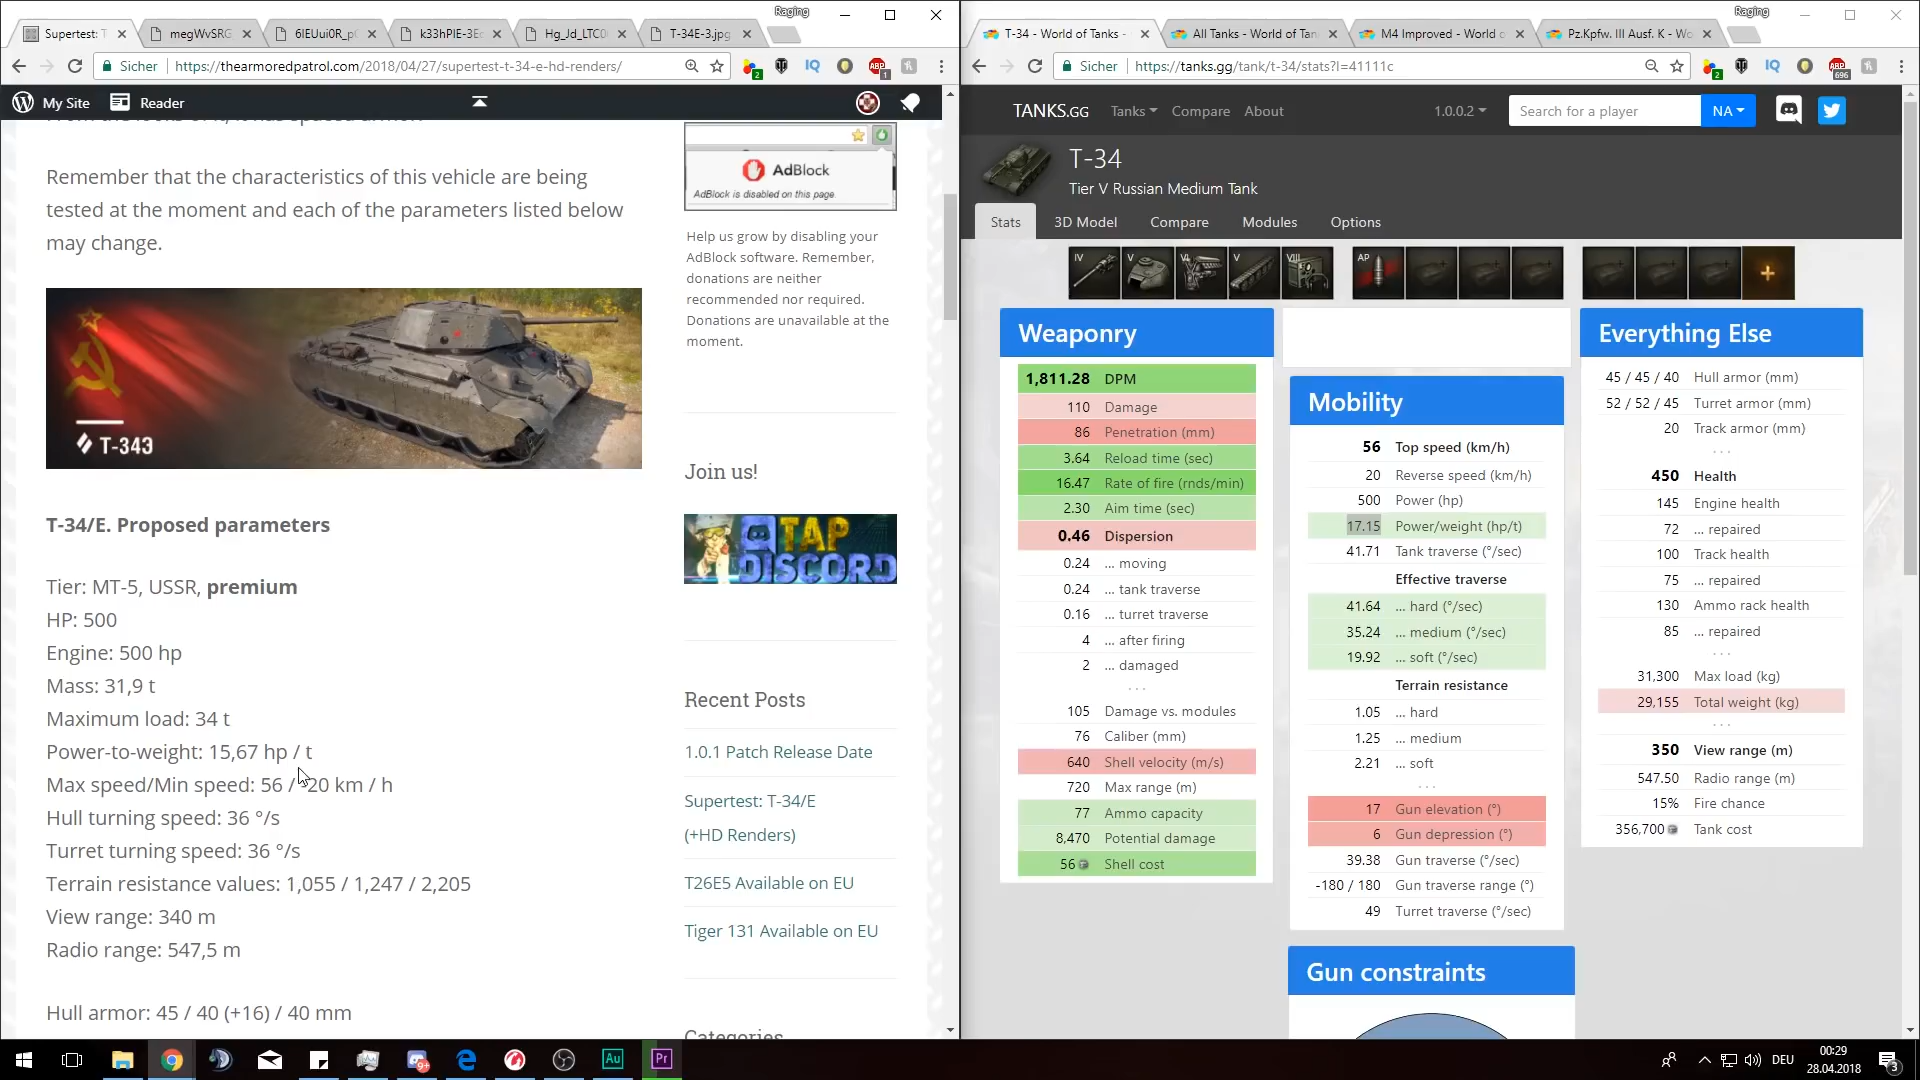 Raging
Supertest: T
megWvSRG
6lEUui0R_p
k33hPlE-3E
Hg_Jd_LTC0
T-34E-3.jpg
Sicher
https://thearmoredpatrol.com/2018/04/27/supertest-t-34-e-hd-renders/
IQ
2
1
My Site
Reader
Remember that the characteristics of this vehicle are being
tested at the moment and each of the parameters listed below
may change.
T-343
T-34/E. Proposed parameters
Tier: MT-5, USSR, premium
HP: 500
Engine: 500 hp
Mass: 31,9 t
Maximum load: 34 t
Power-to-weight: 15,67 hp / t
Max speed/Min speed: 56 / -20 km / h
Hull turning speed: 36 °/s
Turret turning speed: 36 °/s
Terrain resistance values: 1,055 / 1,247 / 2,205
View range: 340 m
Radio range: 547,5 m
Hull armor: 45 / 40 (+16) / 40 mm
AdBlock
AdBlock is disabled on this page.
Help us grow by disabling your
AdBlock software. Remember,
donations are neither
recommended nor required.
Donations are unavailable at the
moment.
Join us!
TAP
DISCORD
Recent Posts
1.0.1 Patch Release Date
Supertest: T-34/E
(+HD Renders)
T26E5 Available on EU
Tiger 131 Available on EU
Categories
Raging
T-34 - World of Tanks -
All Tanks - World of Tan
M4 Improved - World o
Pz.Kpfw. III Ausf. K - Wo
Sicher
https://tanks.gg/tank/t-34/stats?l=41111c
IQ
2
ABP
696
TANKS.GG
Tanks
Compare
About
1.0.0.2
Search for a player
NA
T-34
Tier V Russian Medium Tank
Stats
3D Model
Compare
Modules
Options
IV
V
VI
V
VIII
AP
Weaponry
1,811.28 DPM
110 Damage
86 Penetration (mm)
3.64 Reload time (sec)
16.47 Rate of fire (rnds/min)
2.30 Aim time (sec)
0.46 Dispersion
0.24 ... moving
0.24 ... tank traverse
0.16 ... turret traverse
4 ... after firing
2 ... damaged
105 Damage vs. modules
76 Caliber (mm)
640 Shell velocity (m/s)
720 Max range (m)
77 Ammo capacity
8,470 Potential damage
56 Shell cost
Mobility
56 Top speed (km/h)
20 Reverse speed (km/h)
500 Power (hp)
17.15 Power/weight (hp/t)
41.71 Tank traverse (°/sec)
Effective traverse
41.64 ... hard (°/sec)
35.24 ... medium (°/sec)
19.92 ... soft (°/sec)
Terrain resistance
1.05 ... hard
1.25 ... medium
2.21 ... soft
17 Gun elevation (°)
6 Gun depression (°)
39.38 Gun traverse (°/sec)
-180 / 180 Gun traverse range (°)
49 Turret traverse (°/sec)
Gun constraints
Everything Else
45 / 45 / 40 Hull armor (mm)
52 / 52 / 45 Turret armor (mm)
20 Track armor (mm)
450 Health
145 Engine health
72 ... repaired
100 Track health
75 ... repaired
130 Ammo rack health
85 ... repaired
31,300 Max load (kg)
29,155 Total weight (kg)
350 View range (m)
547.50 Radio range (m)
15% Fire chance
356,700 Tank cost
Au
Pr
DEU
00:29
28.04.2018
3